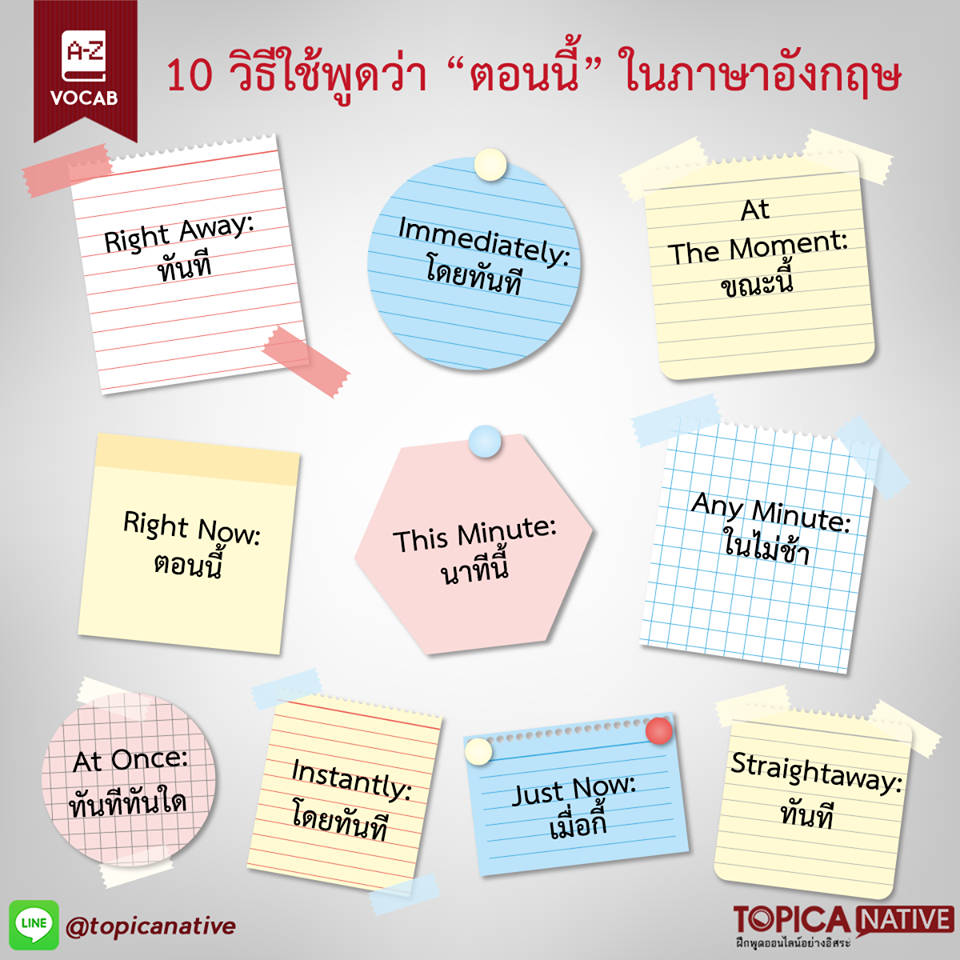 A-Z
VOCAB
10 วิธีใช้พูดว่า “ตอนนี้” ในภาษาอังกฤษ
Right Away:
ทันที
Immediately:
โดยทันที
At
The Moment:
ขณะนี้
Right Now:
ตอนนี้
This Minute:
นาทีนี้
Any Minute:
ในไม่ช้า
At Once:
ทันทีทันใด
Instantly:
โดยทันที
Just Now:
เมื่อกี้
Straightaway:
ทันที
LINE
@topicanative
TOPICA NATIVE
ฝึกพูดออนไลน์อย่างอิสระ